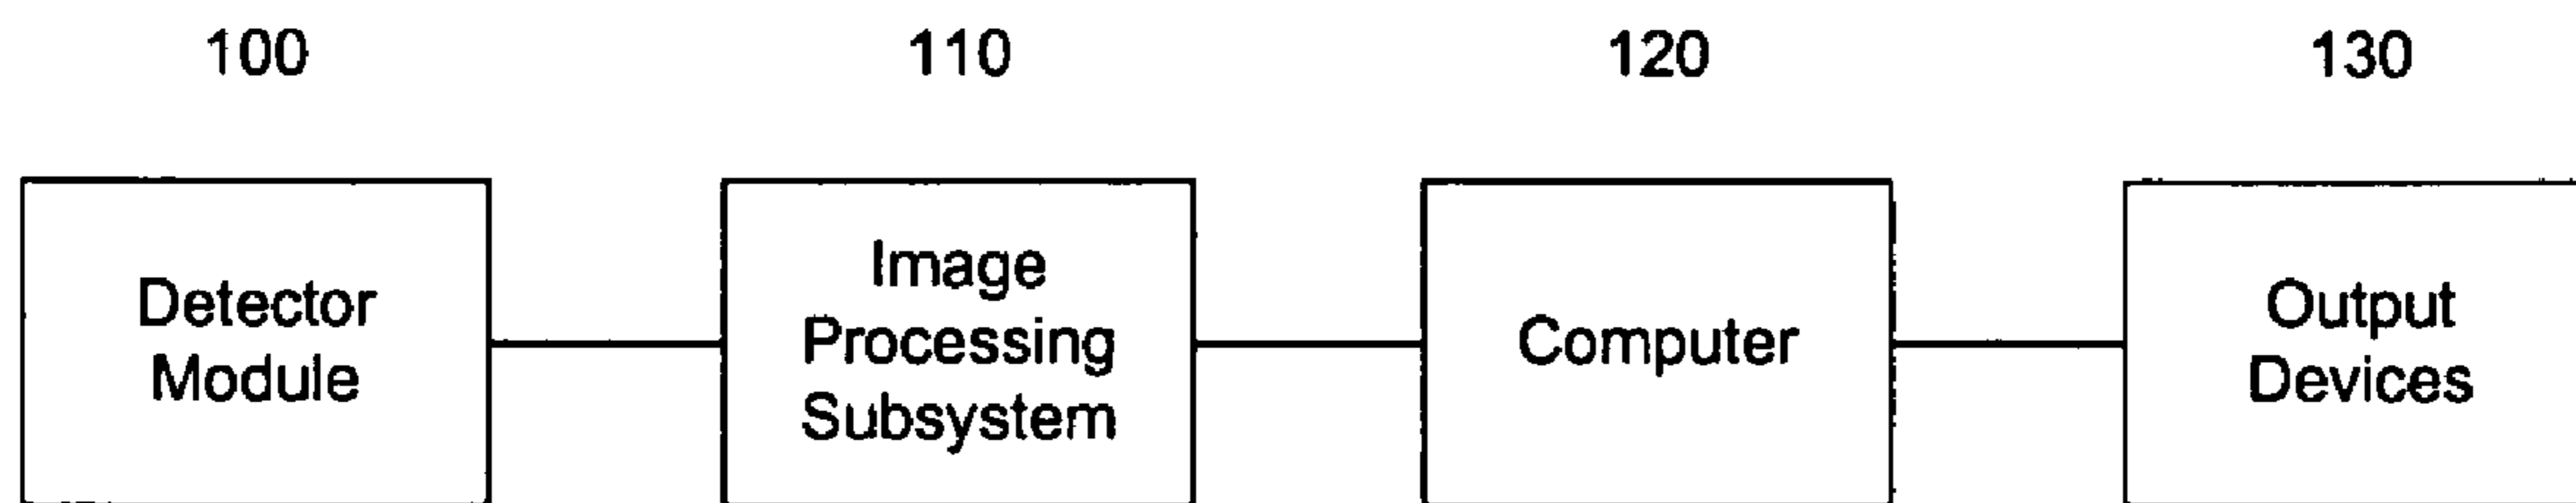 100
110
120
130
Detector
Module
Image
Processing
Subsystem
Computer
Output
Devices